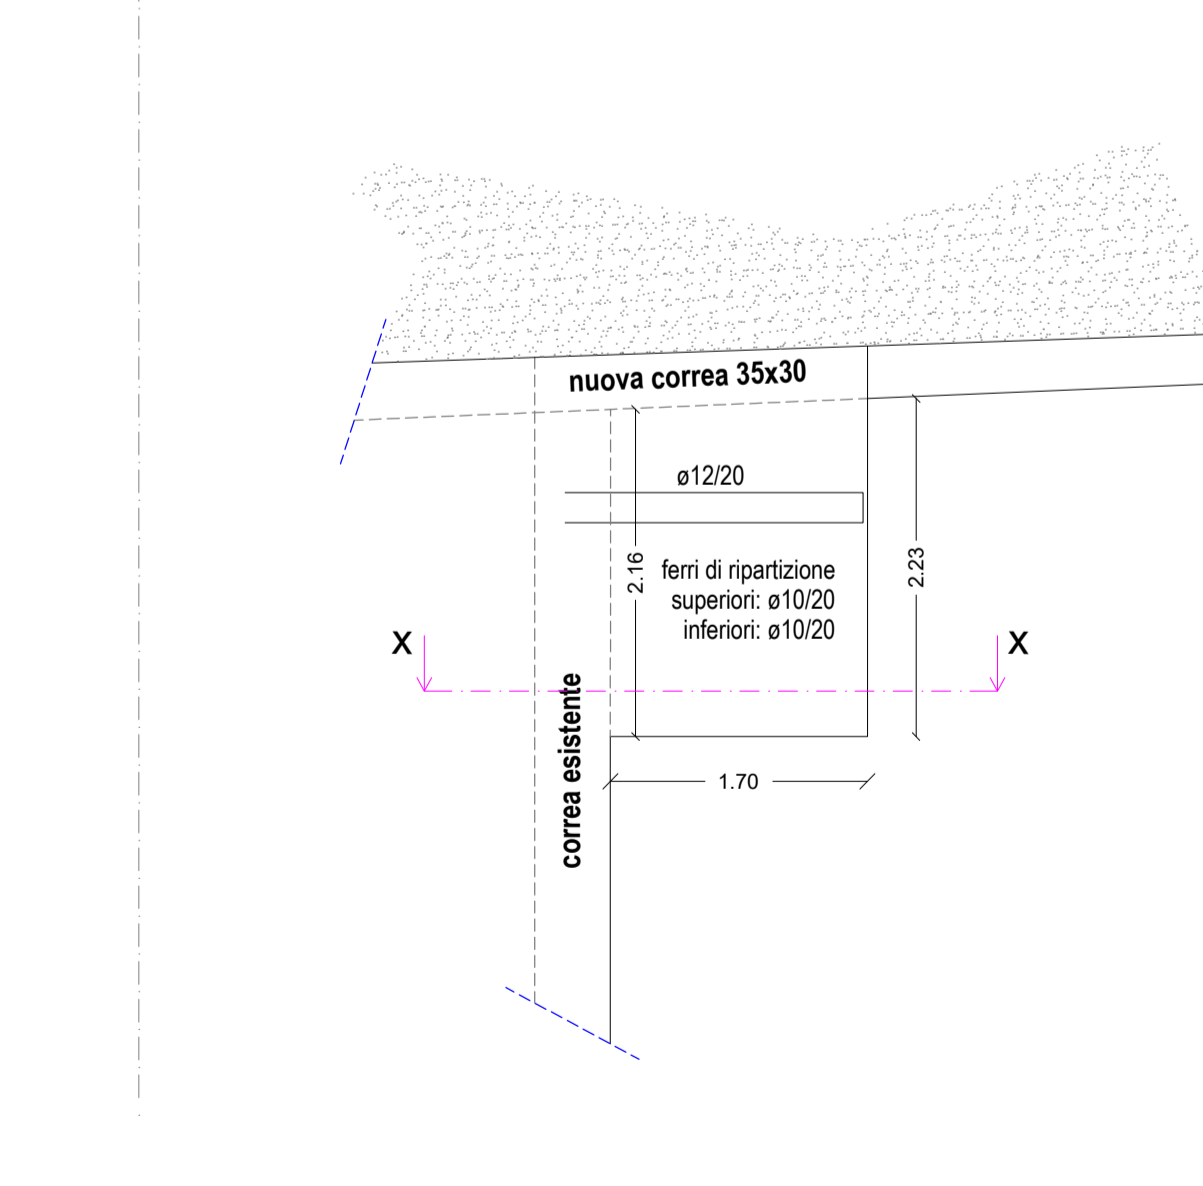 nuova correa 35x30
ø12/20
2.16
ferri di ripartizione
superiori: ø10/20
inferiori: ø10/20
2.23
X
X
correa esistente
1.70